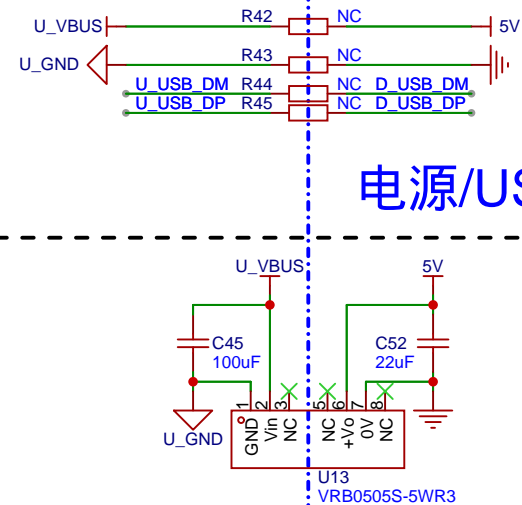 U_VBUS R42 NC 5V
U_GND R43 NC
U_USB_DM R44 NC D_USB_DM
U_USB_DP R45 NC D_USB_DP
电源/US
U_VBUS 5V
C45 C52
100uF 22uF
1 2 3 5 6 7 8
GND Vin NC NC +Vo 0V NC
U_GND
U13
VRB0505S-5WR3